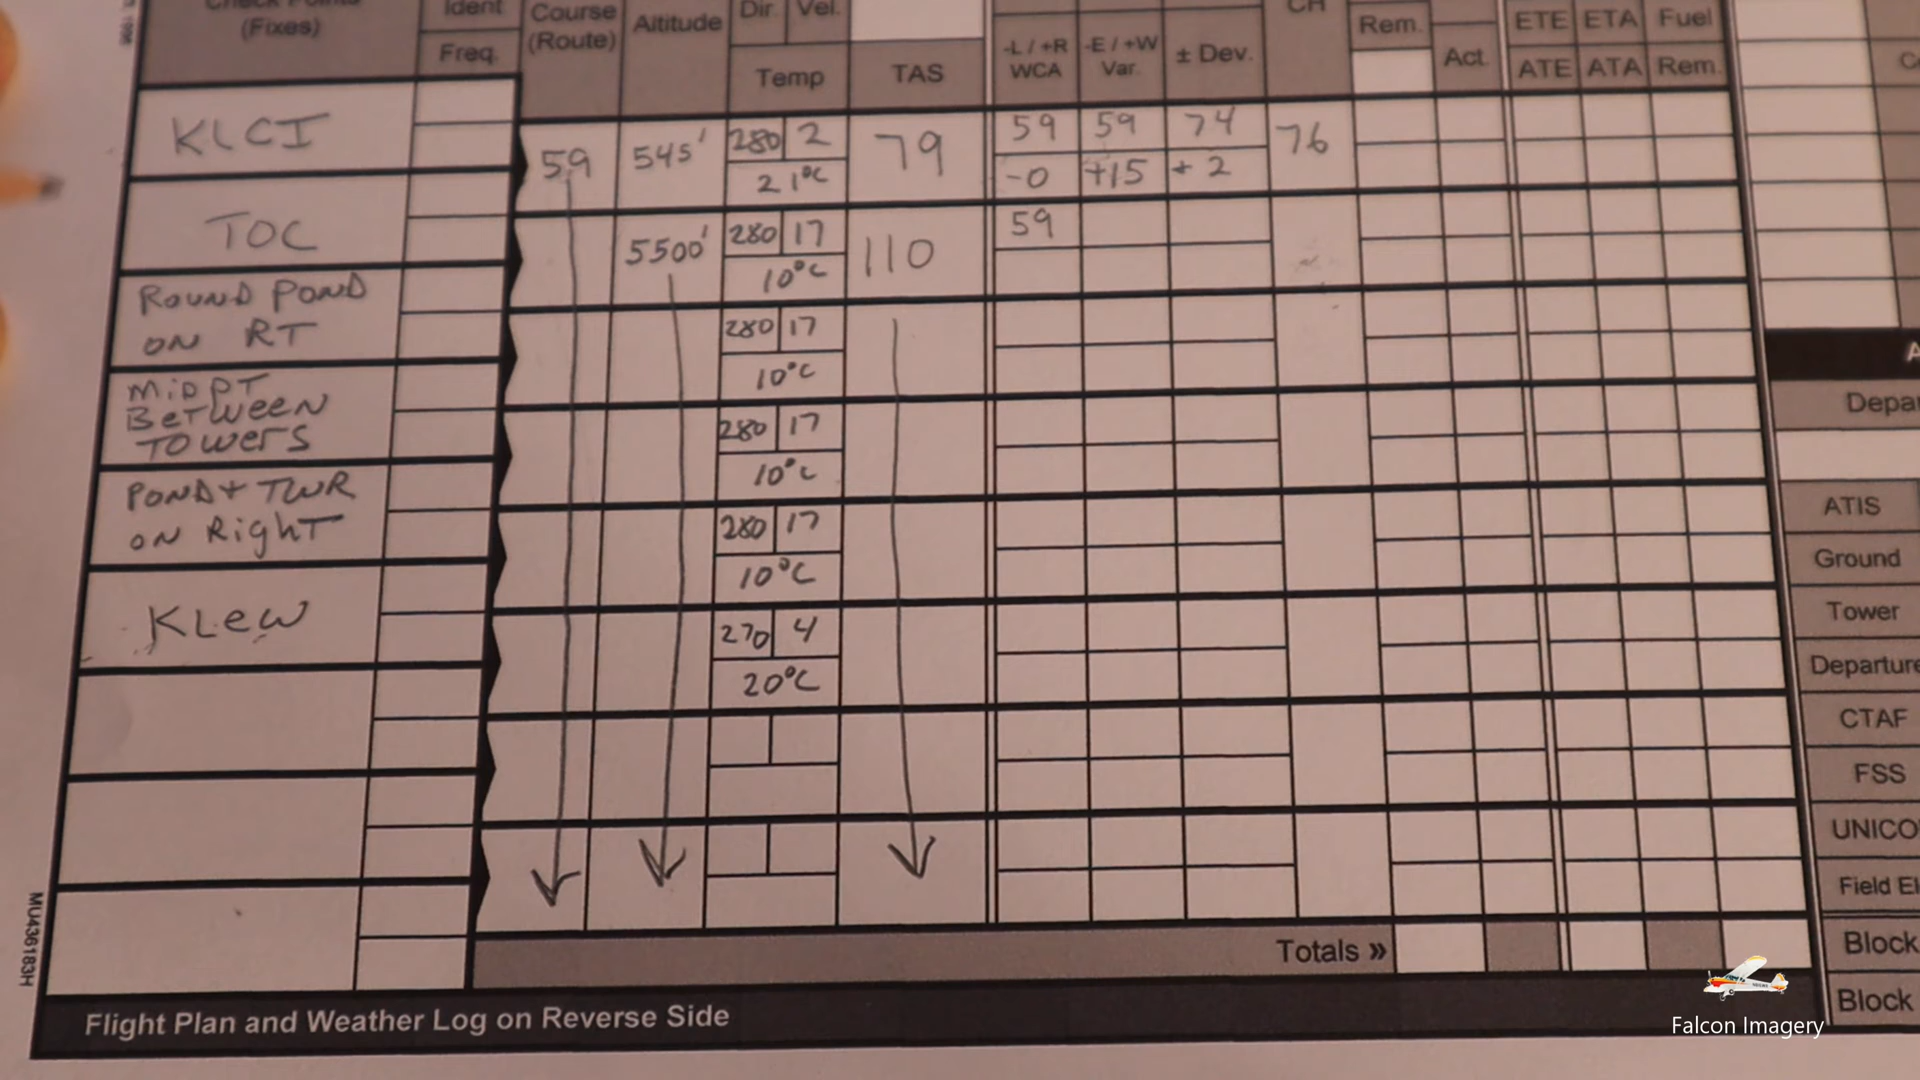 Check Points
(Fixes)
Ident
Freq.
Course
(Route)
Altitude
Dir. Vel.
Temp
TAS
-L / +R
WCA
-E / +W
Var.
± Dev.
CH
Rem.
Act.
ETE ETA Fuel
ATE ATA Rem.
KLCI
59 545' 280 2 79 59 59 74 76
21°C -0 +15 +2
TOC
5500' 280 17 110 59
10°C
ROUND POND
ON RT
280 17
10°C
MIDPT
BETWEEN
TOWERS
280 17
10°C
POND + TWR
ON RIGHT
280 17
10°C
KLEW
270 4
20°C
Totals »
Flight Plan and Weather Log on Reverse Side
MU436183H
ATIS
Ground
Tower
Departure
CTAF
FSS
Block
Block
Falcon Imagery